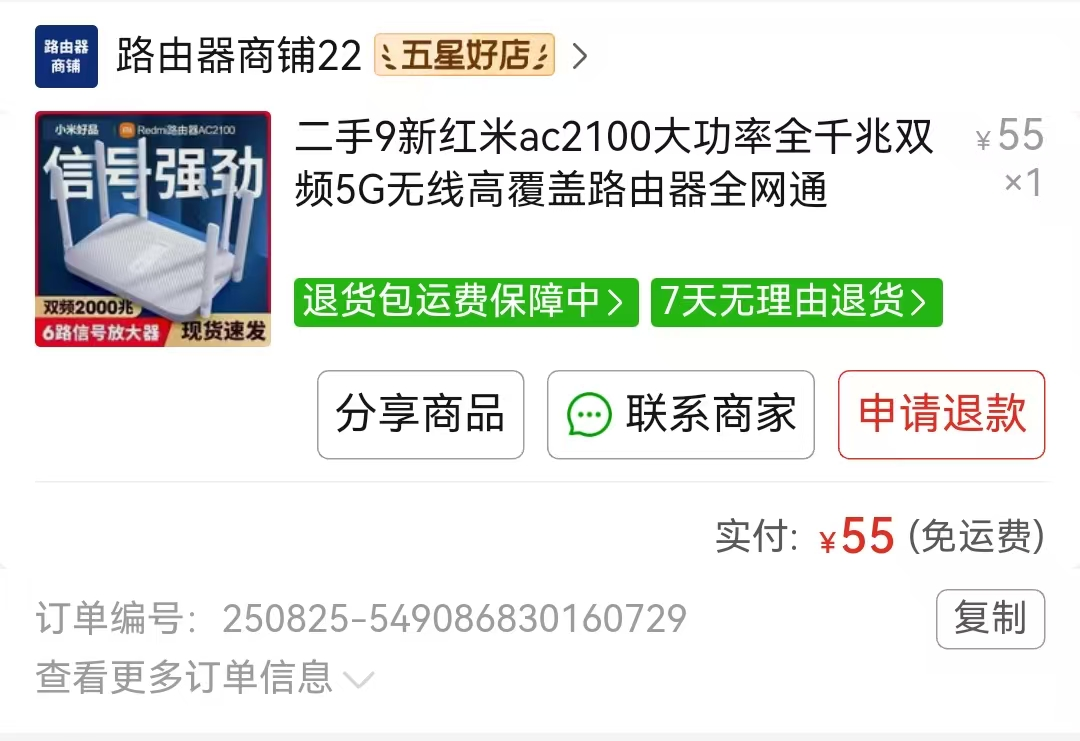 路由器
商铺
路由器商铺22
五星好店
小米好品 Redmi路由器AC2100
信号强劲
双频2000兆
6路信号放大器 现货速发
二手9新红米ac2100大功率全千兆双
频5G无线高覆盖路由器全网通
¥55
×1
退货包运费保障中
7天无理由退货
分享商品
联系商家
申请退款
实付: ¥55 (免运费)
订单编号: 250825-549086830160729
复制
查看更多订单信息